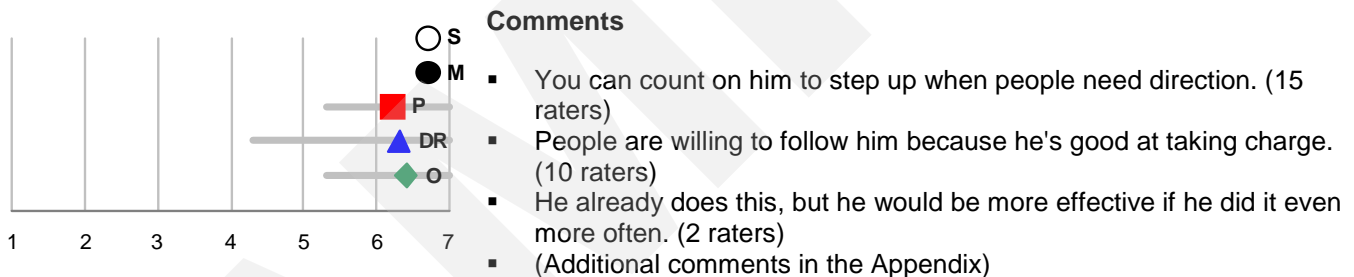 Comments
S
M
P
DR
O
1 2 3 4 5 6 7
▪ You can count on him to step up when people need direction. (15
raters)
▪ People are willing to follow him because he's good at taking charge.
(10 raters)
▪ He already does this, but he would be more effective if he did it even
more often. (2 raters)
▪ (Additional comments in the Appendix)